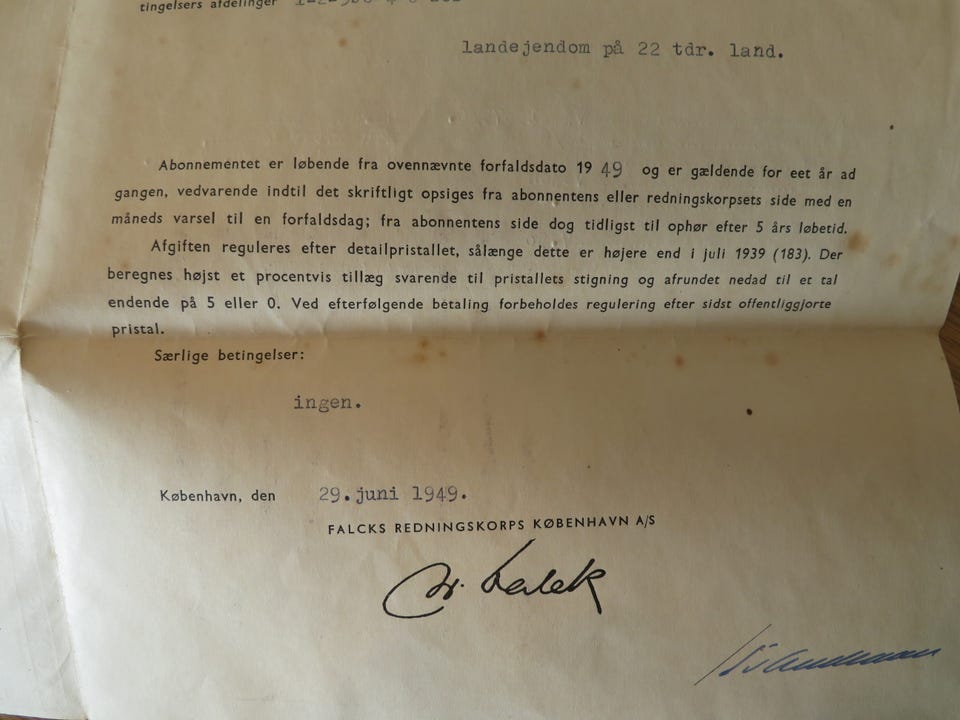 tingelsers afdelinger
landejendom på 22 tdr. land.
Abonnementet er løbende fra ovennævnte forfaldsdato 19 49 og er gældende for eet år ad
gangen, vedvarende indtil det skriftligt opsiges fra abonnentens eller redningskorpsets side med en
måneds varsel til en forfaldsdag; fra abonnentens side dog tidligst til ophør efter 5 års løbetid.
Afgiften reguleres efter detailpristallet, sålænge dette er højere end i juli 1939 (183). Der
beregnes højst et procentvis tillæg svarende til pristallets stigning og afrundet nedad til et tal
endende på 5 eller 0. Ved efterfølgende betaling forbeholdes regulering efter sidst offentliggjorte
pristal.
Særlige betingelser:
ingen.
København, den 29. juni 1949.
FALCKS REDNINGSKORPS KØBENHAVN A/S